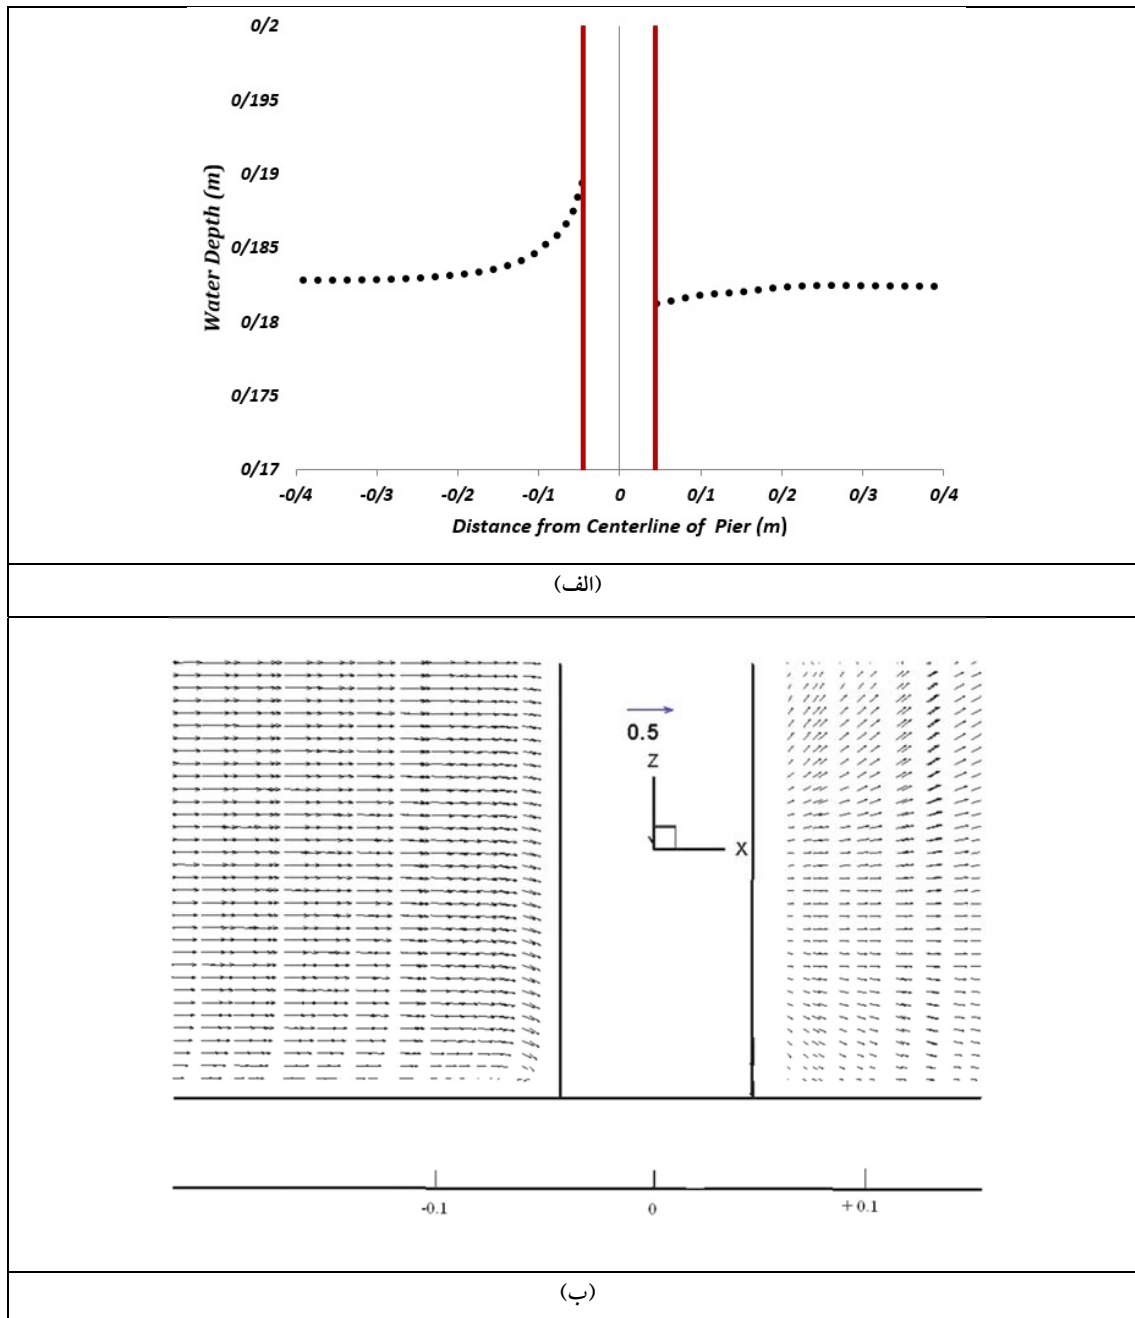 0/2
0/195
0/19
0/185
0/18
0/175
0/17
Water Depth (m)
-0/4 -0/3 -0/2 -0/1 0 0/1 0/2 0/3 0/4
Distance from Centerline of Pier (m)
(الف)
0.5
Z
Y X
-0.1 0 +0.1
(ب)